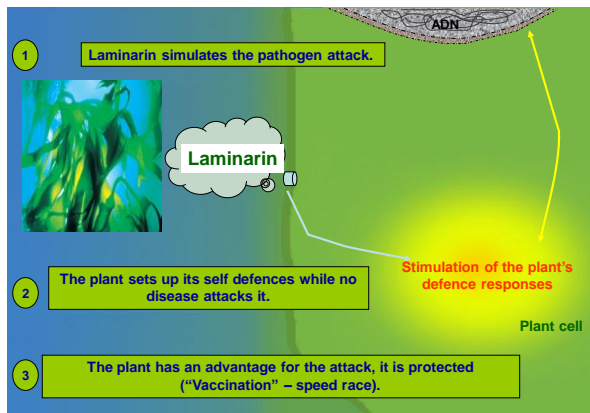 ADN
1
Laminarin simulates the pathogen attack.
Laminarin
Stimulation of the plant's
defence responses
2
The plant sets up its self defences while no
disease attacks it.
Plant cell
3
The plant has an advantage for the attack, it is protected
(“Vaccination” – speed race).